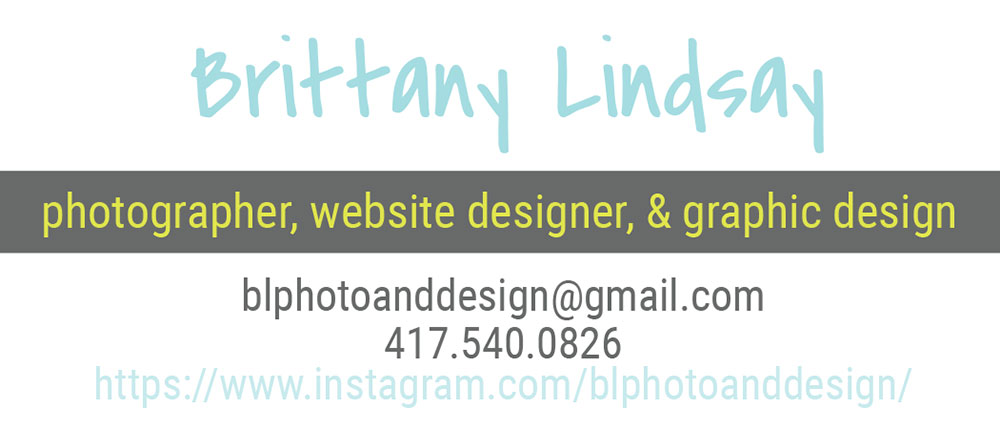 Brittany Lindsay
photographer, website designer, & graphic design
blphotoanddesign@gmail.com
417.540.0826
https://www.instagram.com/blphotoanddesign/